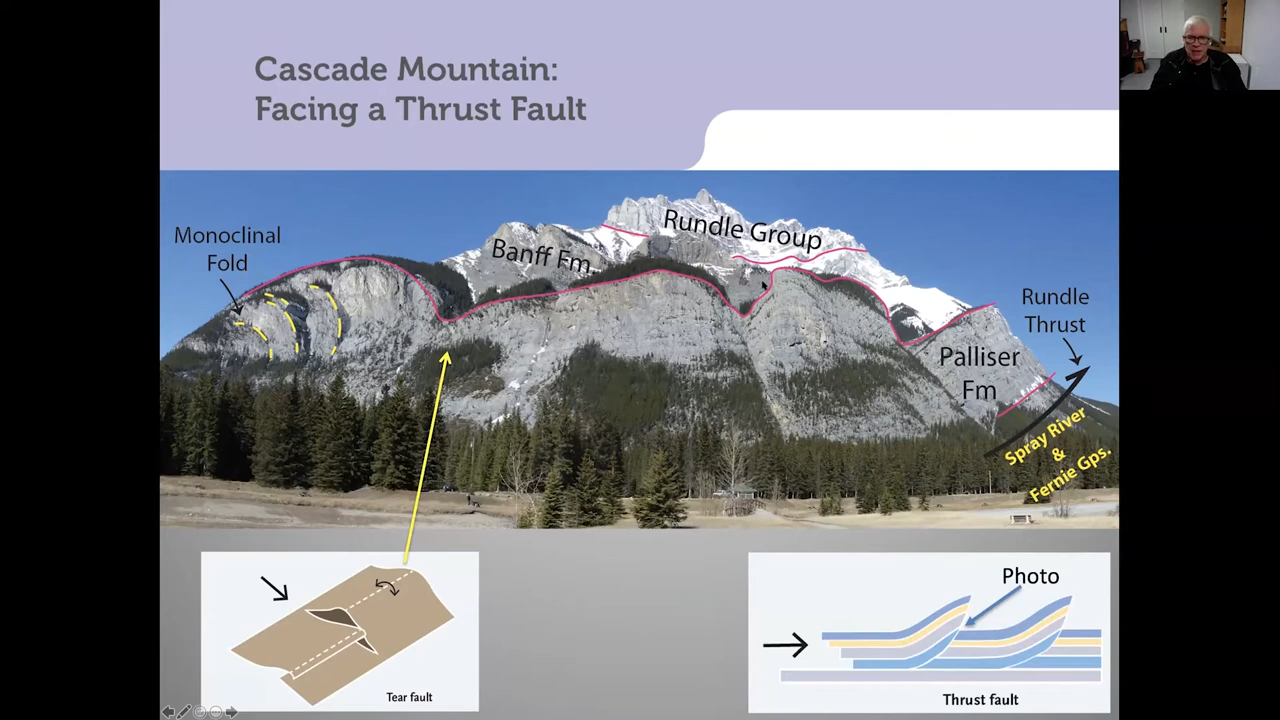 Cascade Mountain:
Facing a Thrust Fault
Monoclinal
Fold
Banff Fm
Rundle Group
Rundle
Thrust
Palliser
Fm
Spray River
&
Fernie Gps.
Tear fault
Photo
Thrust fault